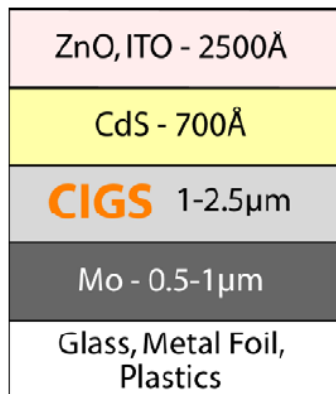 ZnO, ITO - 2500Å
CdS - 700Å
CIGS 1-2.5µm
Mo - 0.5-1µm
Glass, Metal Foil,
Plastics